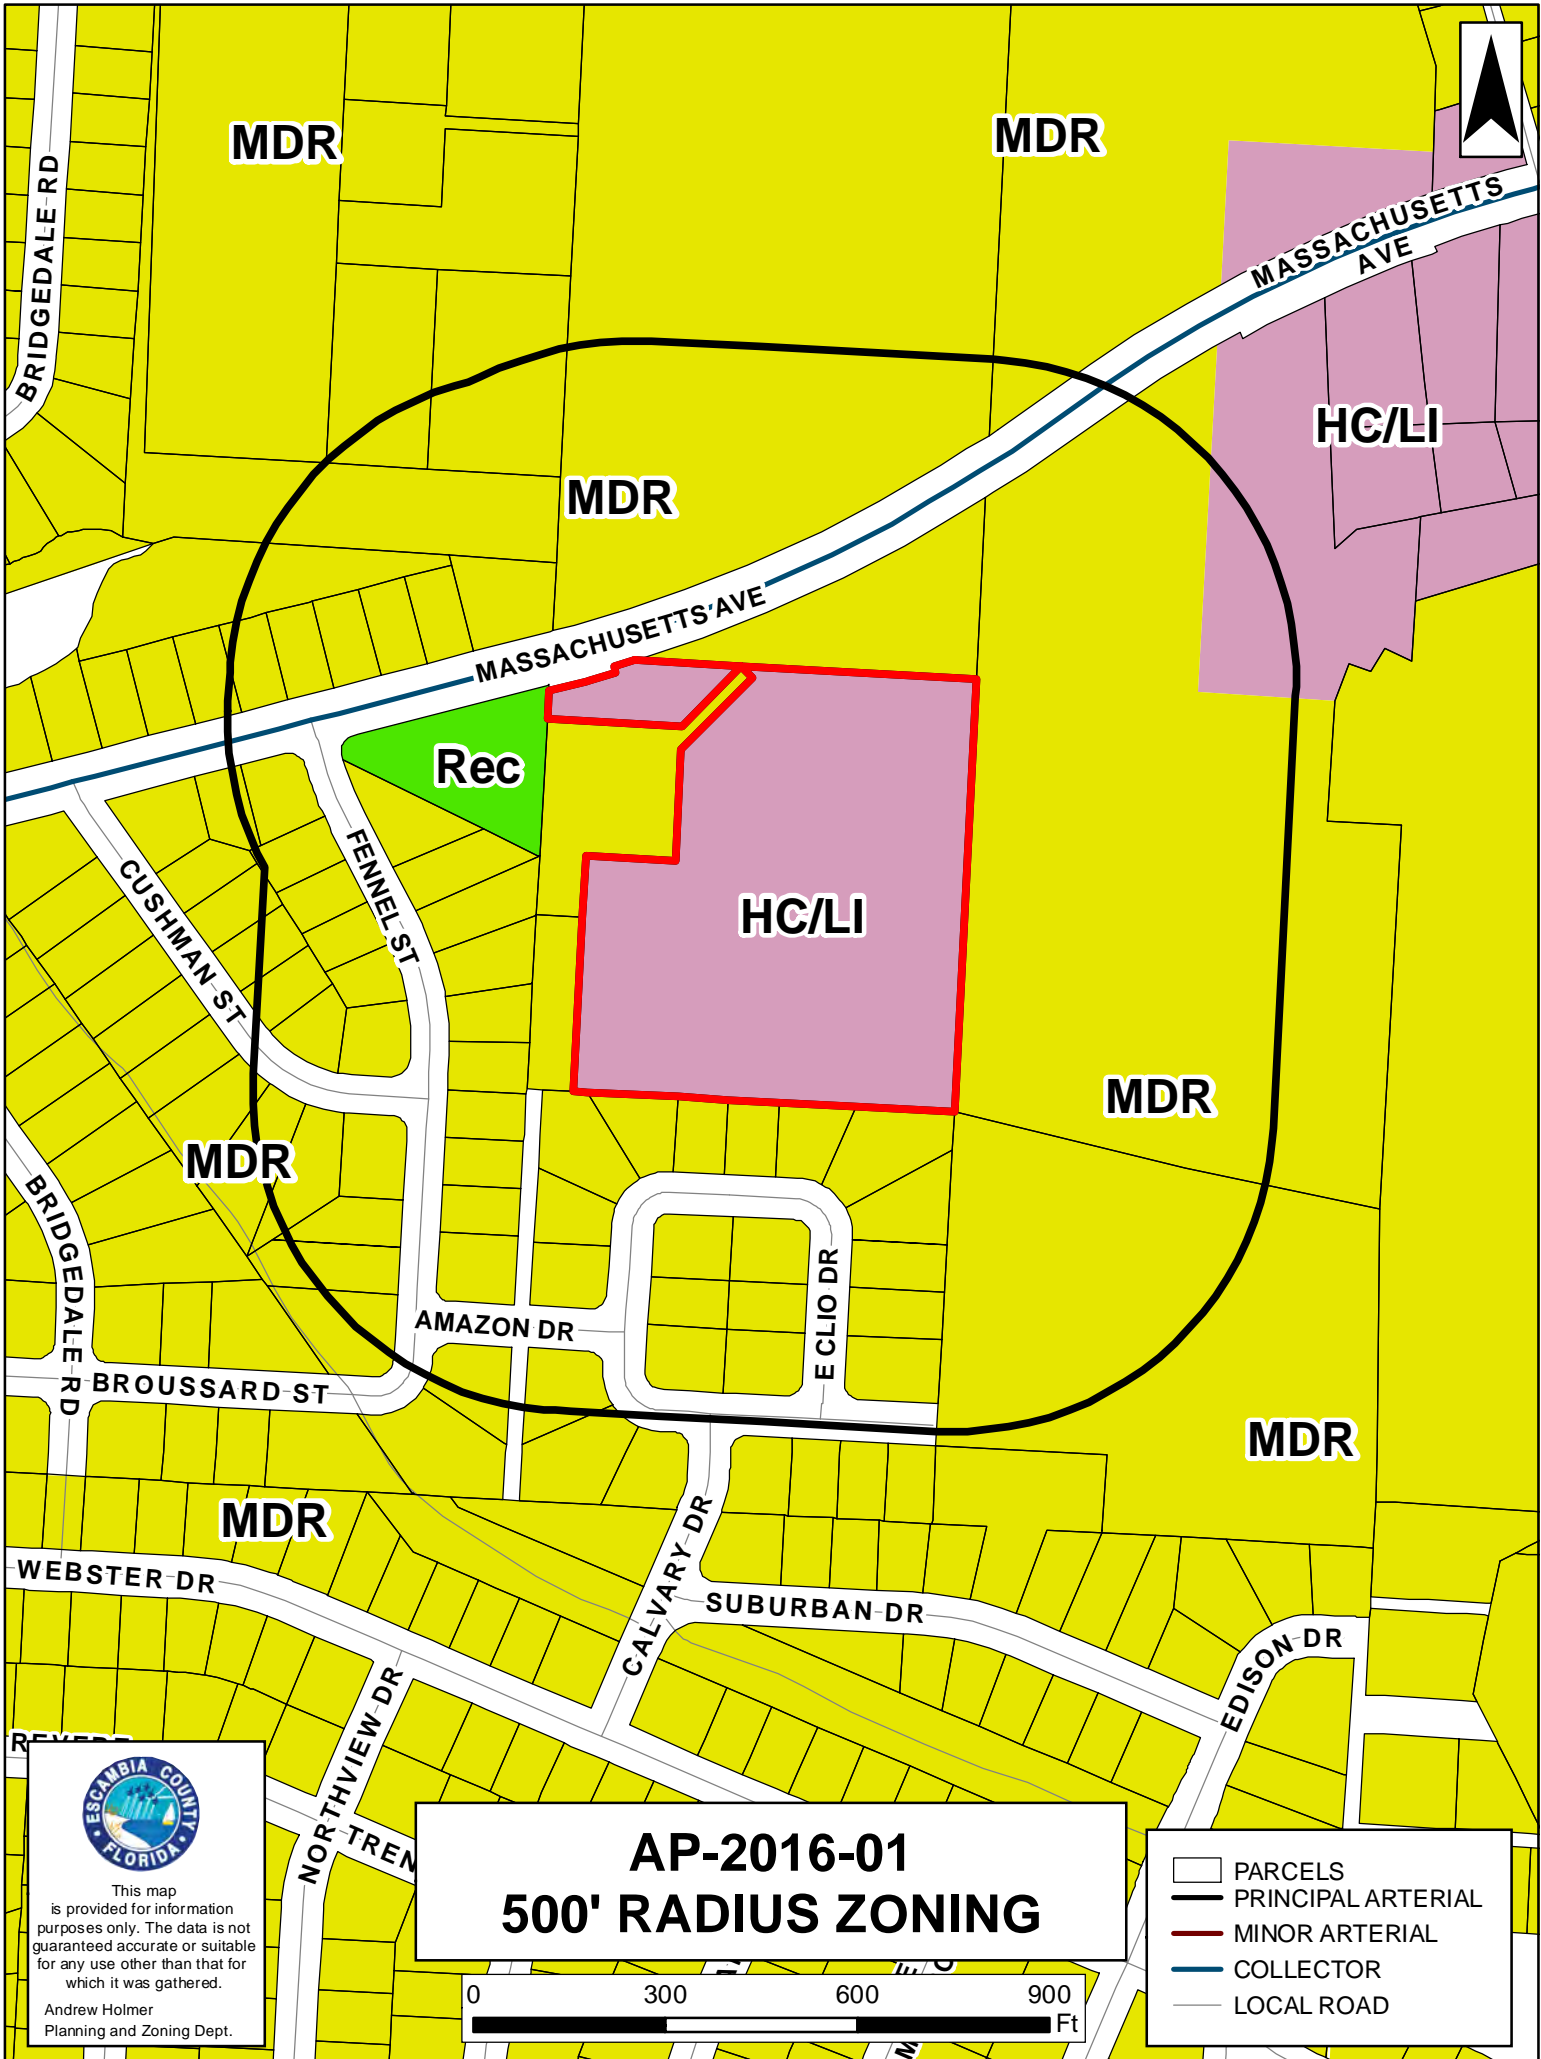 MDR
MDR
BRIDGEDALE RD
MASSACHUSETTS
AVE
HC/LI
MDR
MASSACHUSETTS AVE
Rec
FENNEL ST
CUSHMAN ST
HC/LI
MDR
MDR
BRIDGEDALE RD
E CLIO DR
AMAZON DR
BROUSSARD ST
MDR
MDR
WEBSTER DR
CALVARY DR
SUBURBAN DR
EDISON DR
NORTHVIEW DR
TREN
ESCAMBIA COUNTY
FLORIDA
This map
is provided for information
purposes only. The data is not
guaranteed accurate or suitable
for any use other than that for
which it was gathered.
Andrew Holmer
Planning and Zoning Dept.
AP-2016-01
500' RADIUS ZONING
0 300 600 900
Ft
PARCELS
PRINCIPAL ARTERIAL
MINOR ARTERIAL
COLLECTOR
LOCAL ROAD